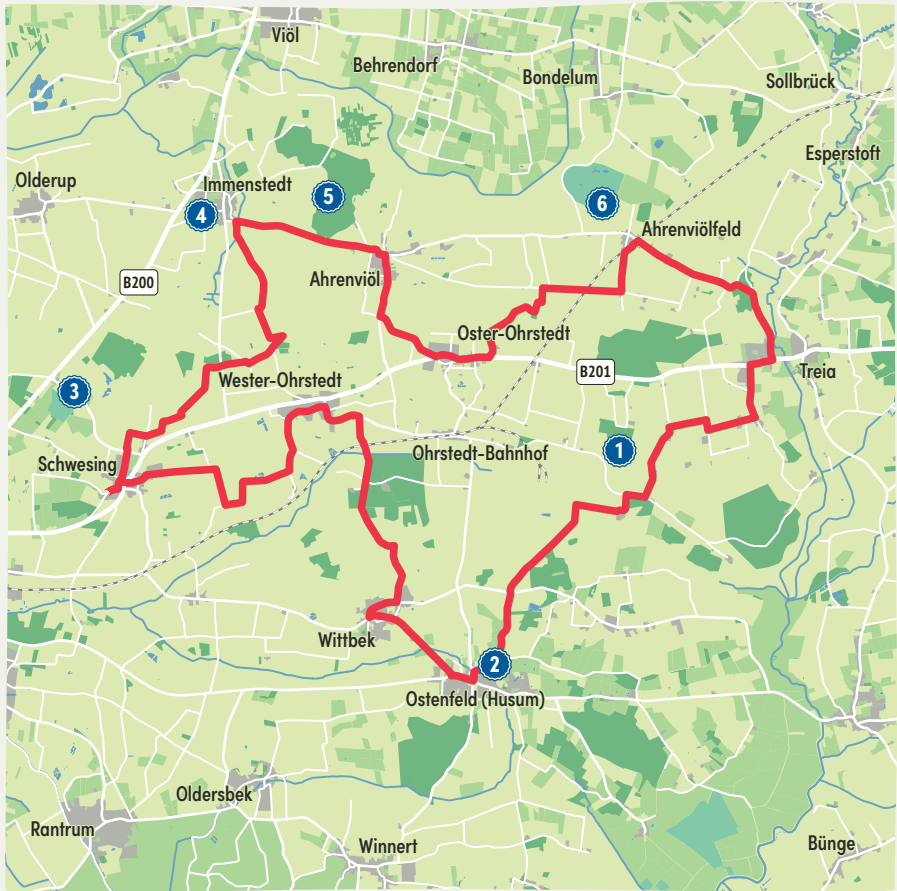 Viöl
Behrendorf
Bondelum
Sollbrück
Esperstoft
Olderup
Immenstedt
5
6
4
Ahrenviölfeld
B200
Ahrenviöl
Oster-Ohrstedt
B201
Treia
3
Wester-Ohrstedt
Schwesing
Ohrstedt-Bahnhof
1
Wittbek
2
Ostenfeld (Husum)
Oldersbek
Rantrum
Winnert
Bünge